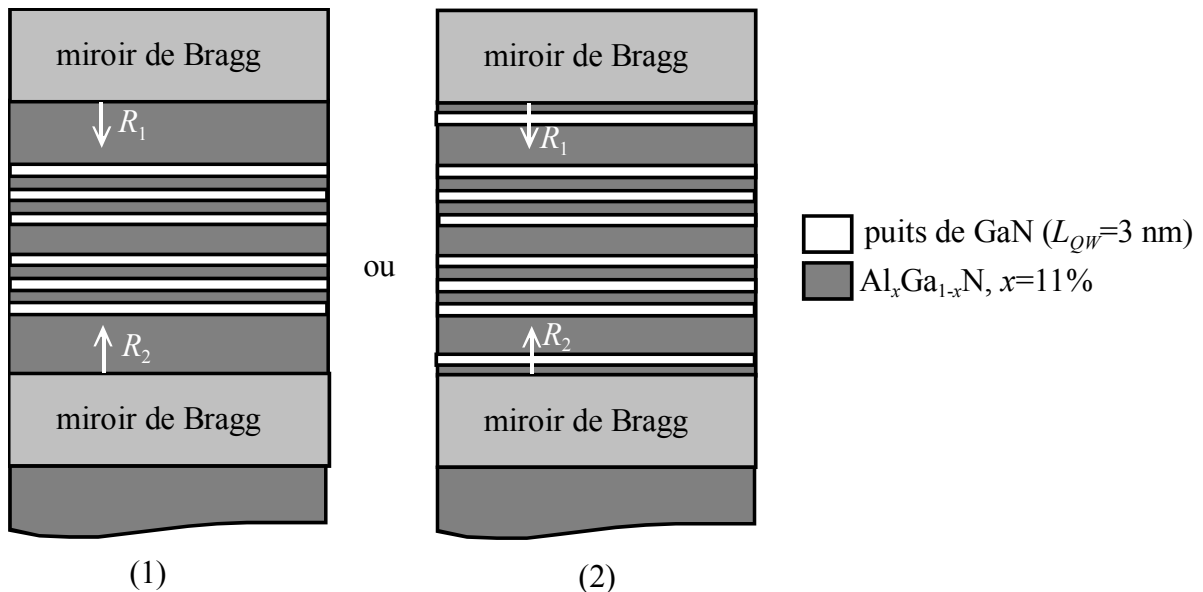 miroir de Bragg
R1
miroir de Bragg
(1)
ou
miroir de Bragg
R1
R2
miroir de Bragg
(2)
R2
puits de GaN (LQW=3 nm)
AlxGa1-xN, x=11%